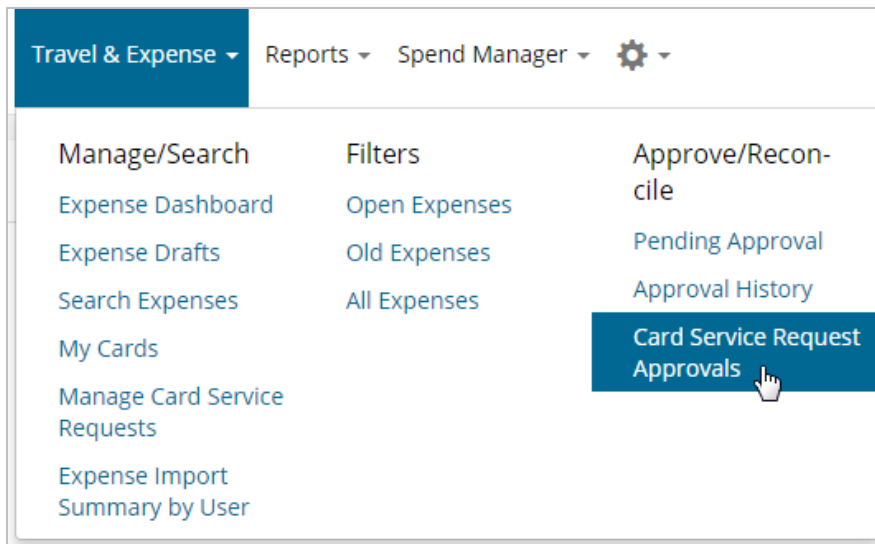 Travel & Expense Reports Spend Manager
Manage/Search
Expense Dashboard
Expense Drafts
Search Expenses
My Cards
Manage Card Service
Requests
Expense Import
Summary by User
Filters
Open Expenses
Old Expenses
All Expenses
Approve/Recon-
cile
Pending Approval
Approval History
Card Service Request
Approvals